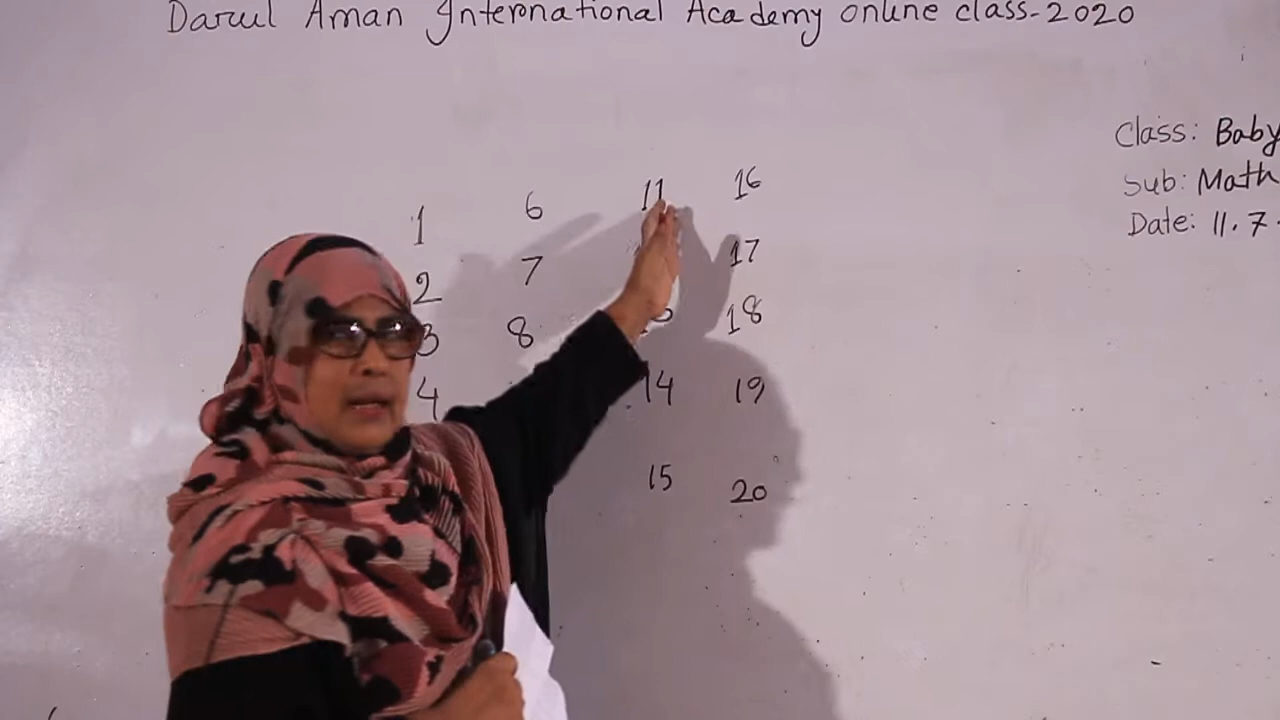 Darul Aman International Academy online class-2020
Class: Baby
Sub: Math
Date: 11.7.
1 6 11 16
2 7 17
3 8 18
4 14 19
15 20